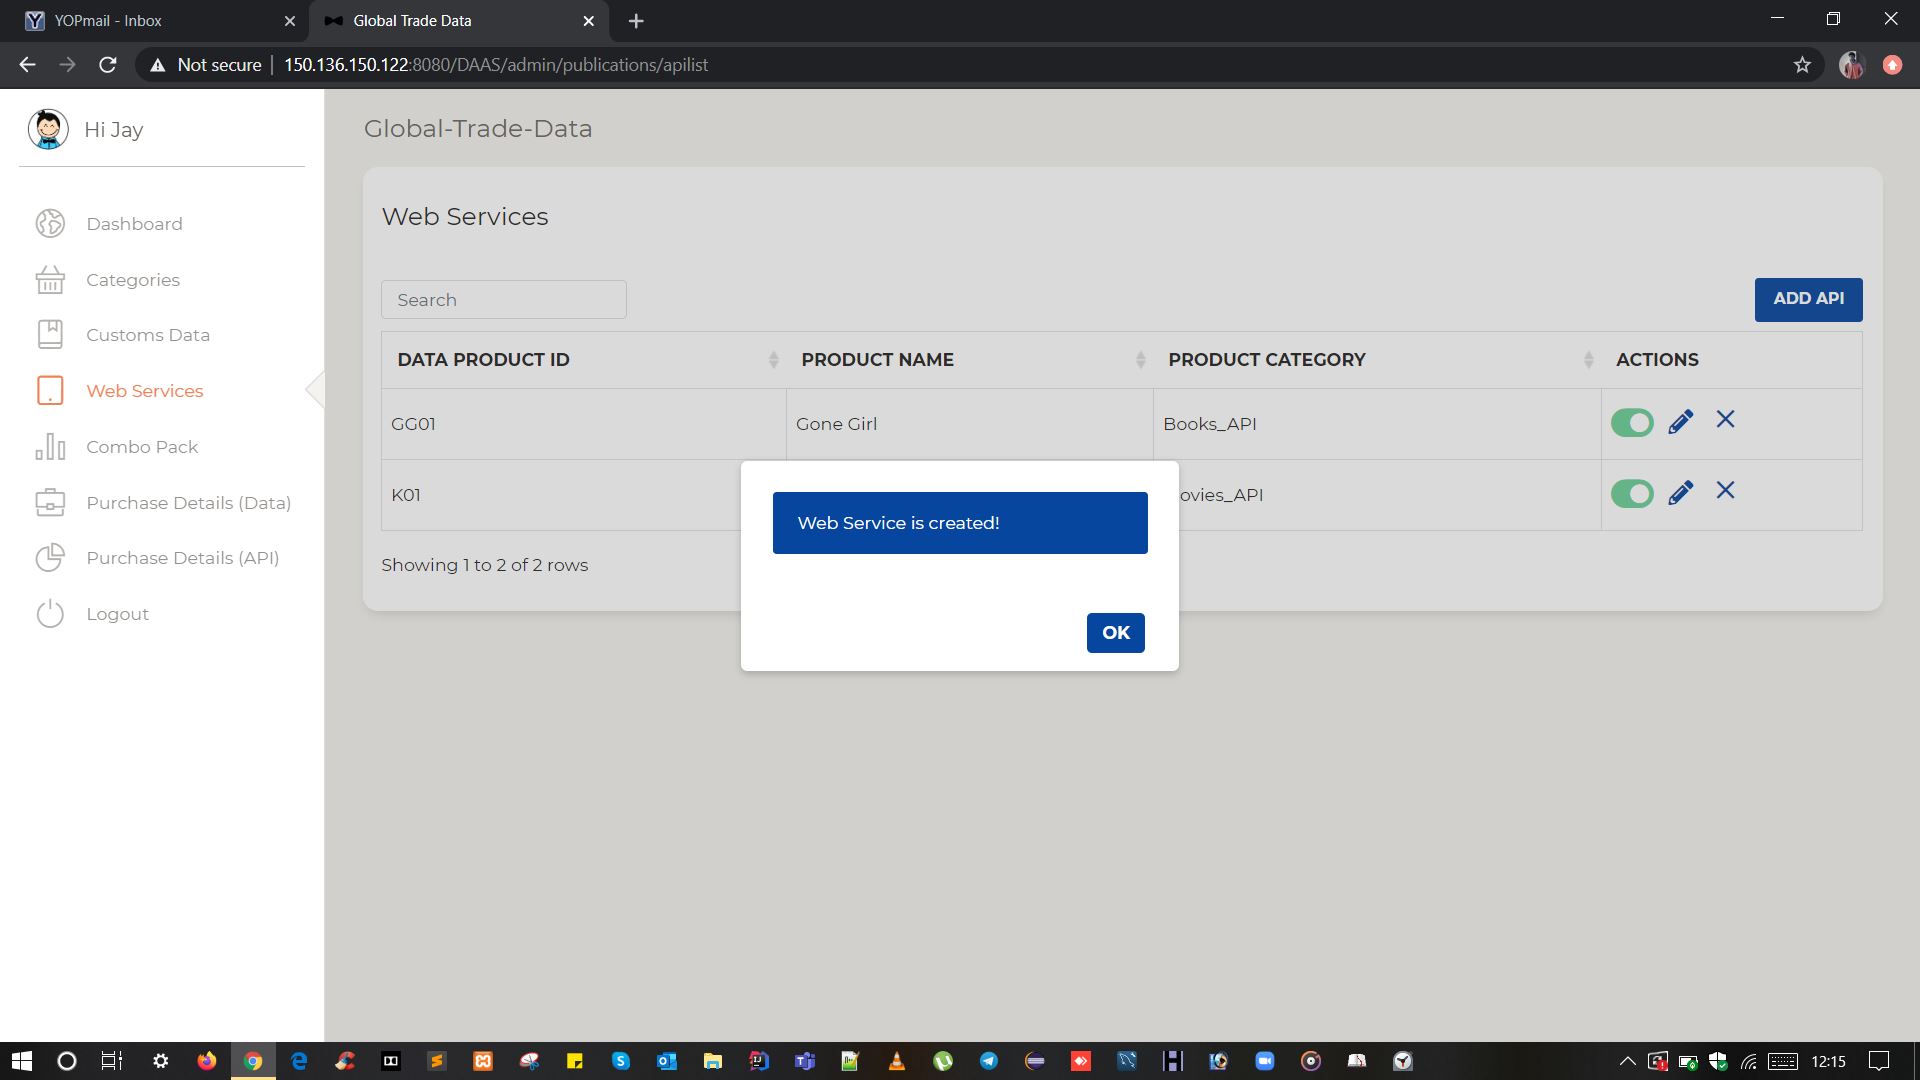 YOPmail - Inbox
Global Trade Data
Not secure
150.136.150.122:8080/DAAS/admin/publications/apilist
Hi Jay
Dashboard
Categories
Customs Data
Web Services
Combo Pack
Purchase Details (Data)
Purchase Details (API)
Logout
Global-Trade-Data
Web Services
Search
ADD API
DATA PRODUCT ID PRODUCT NAME PRODUCT CATEGORY ACTIONS
GG01 Gone Girl Books_API
K01 ovies_API
Showing 1 to 2 of 2 rows
Web Service is created!
OK
12:15